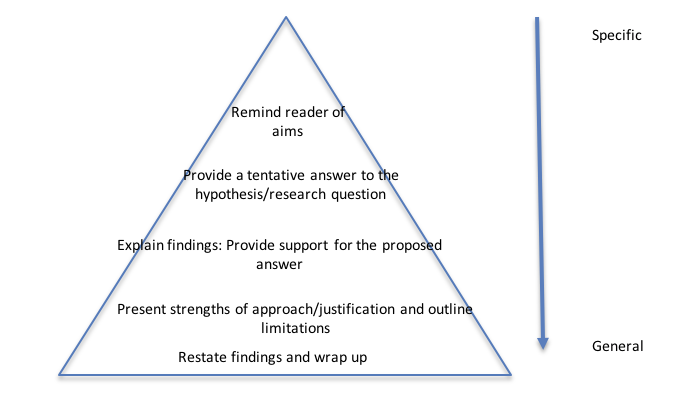 Specific
Remind reader of
aims
Provide a tentative answer to the
hypothesis/research question
Explain findings: Provide support for the proposed
answer
Present strengths of approach/justification and outline
limitations
General
Restate findings and wrap up